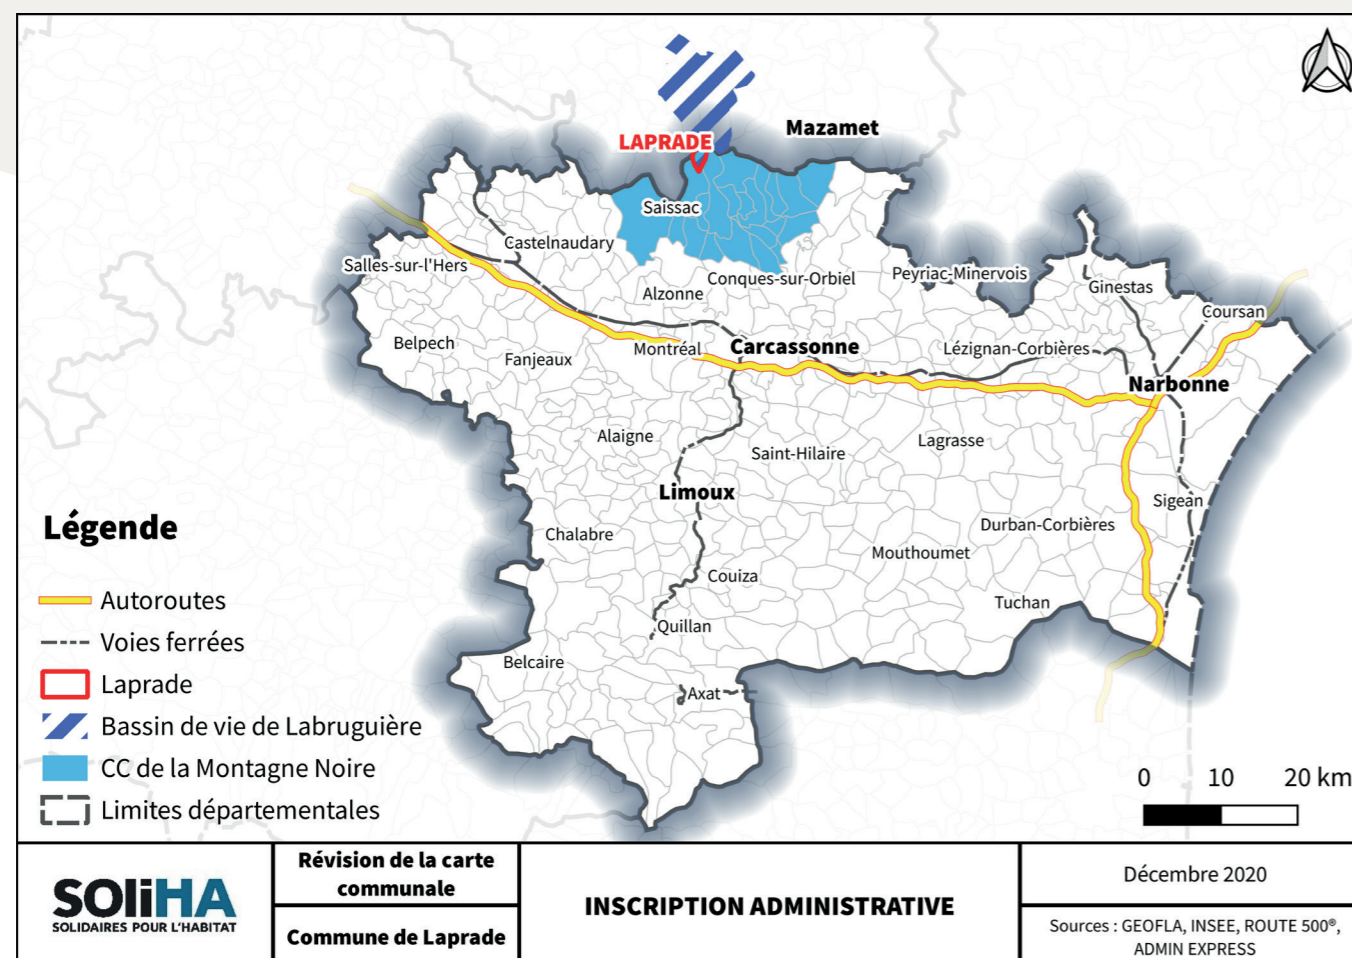 Mazamet
LAPRADE
Saissac
Castelnaudary
Salles-sur-l'Hers
Conques-sur-Orbiel
Peyriac-Minervois
Ginestas
Alzonne
Coursan
Belpech
Fanjeaux
Montréal
Carcassonne
Lézignan-Corbières
Narbonne
Alaigne
Saint-Hilaire
Lagrasse
Limoux
Sigean
Chalabre
Durban-Corbières
Mouthoumet
Couiza
Tuchan
Quillan
Belcaire
Axat
Légende
Autoroutes
Voies ferrées
Laprade
Bassin de vie de Labruguière
CC de la Montagne Noire
Limites départementales
0 10 20 km
SOliHA
SOLIDAIRES POUR L'HABITAT
Révision de la carte
communale
Commune de Laprade
INSCRIPTION ADMINISTRATIVE
Décembre 2020
Sources : GEOFLA, INSEE, ROUTE 500®,
ADMIN EXPRESS